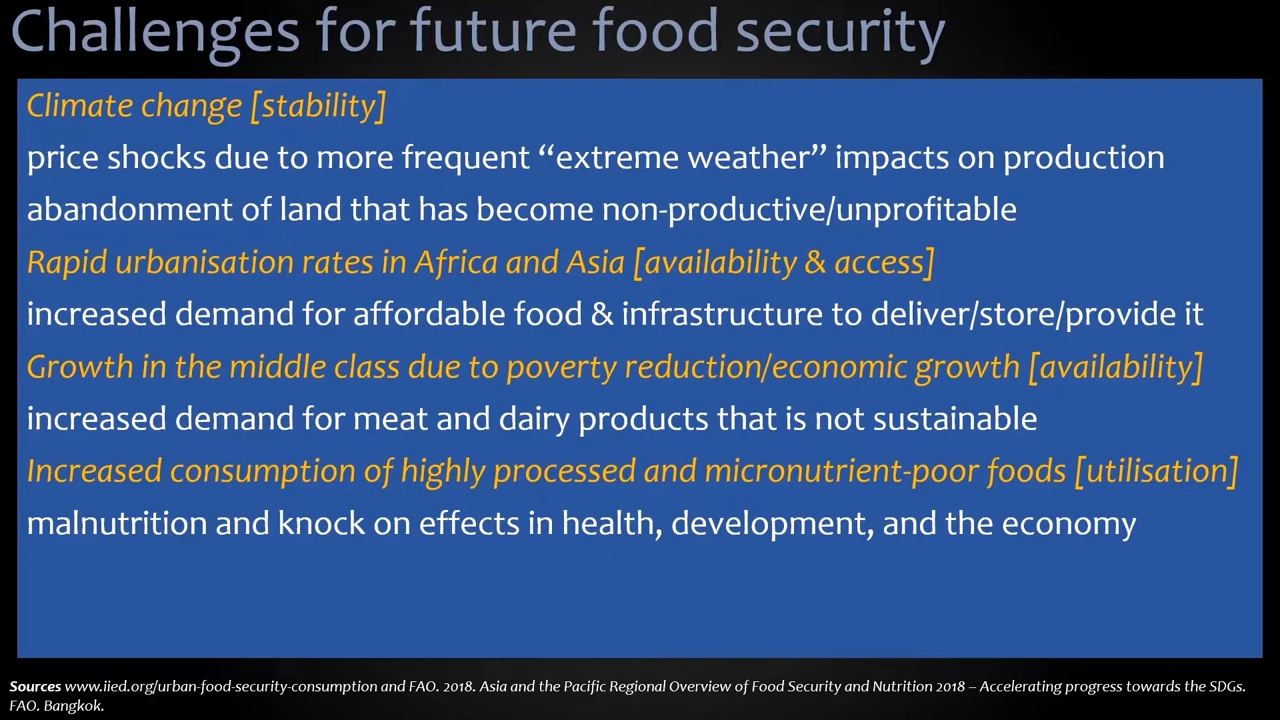 Challenges for future food security
Climate change [stability]
price shocks due to more frequent “extreme weather” impacts on production
abandonment of land that has become non-productive/unprofitable
Rapid urbanisation rates in Africa and Asia [availability & access]
increased demand for affordable food & infrastructure to deliver/store/provide it
Growth in the middle class due to poverty reduction/economic growth [availability]
increased demand for meat and dairy products that is not sustainable
Increased consumption of highly processed and micronutrient-poor foods [utilisation]
malnutrition and knock on effects in health, development, and the economy
Sources www.iied.org/urban-food-security-consumption and FAO. 2018. Asia and the Pacific Regional Overview of Food Security and Nutrition 2018 – Accelerating progress towards the SDGs.
FAO. Bangkok.